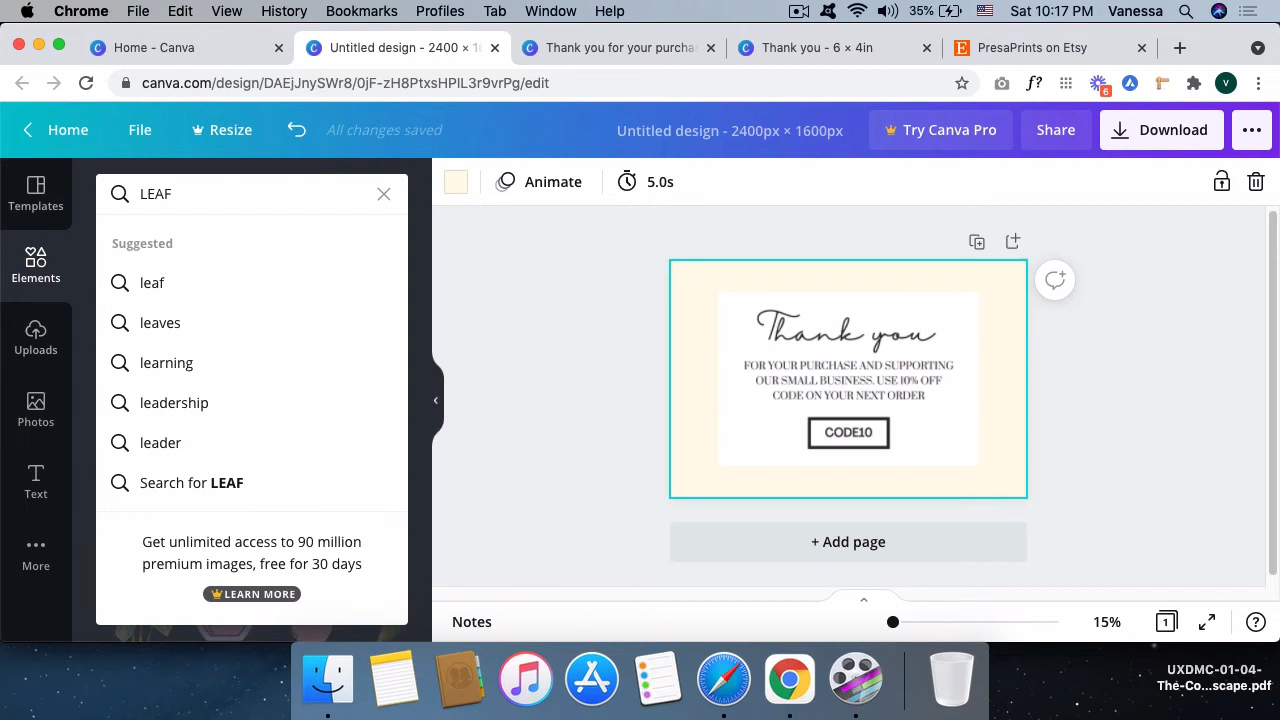 Chrome File Edit View History Bookmarks Profiles Tab Window Help 35% Sat 10:17 PM Vanessa
Home - Canva Untitled design - 2400 × 1 Thank you for your purcha Thank you - 6 × 4in PresaPrints on Etsy
canva.com/design/DAEjJnySWr8/0jF-zH8PtxsHPlL3r9vrPg/edit f? 6 V
Home File Resize All changes saved Untitled design - 2400px × 1600px Try Canva Pro Share Download
Templates
Elements
Uploads
Photos
Text
More
LEAF
Suggested
leaf
leaves
learning
leadership
leader
Search for LEAF
Get unlimited access to 90 million
premium images, free for 30 days
LEARN MORE
Animate 5.0s
Thank you
FOR YOUR PURCHASE AND SUPPORTING
OUR SMALL BUSINESS. USE 10% OFF
CODE ON YOUR NEXT ORDER
CODE10
+ Add page
Notes 15% 1
UXDMC-01-04-
The-Co...scape.pdf